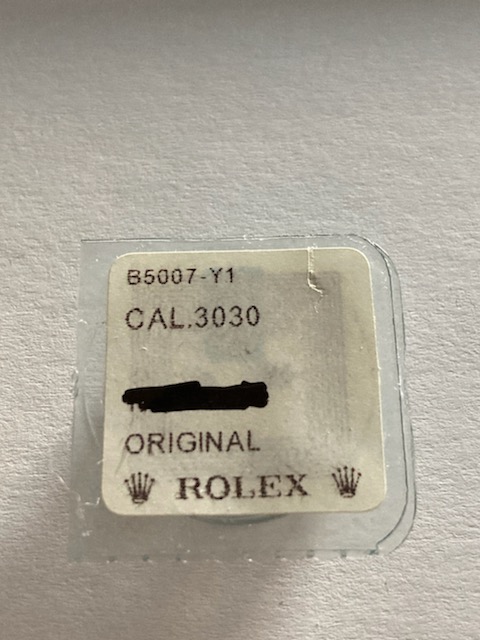 B5007-Y1
CAL.3030
ORIGINAL
ROLEX